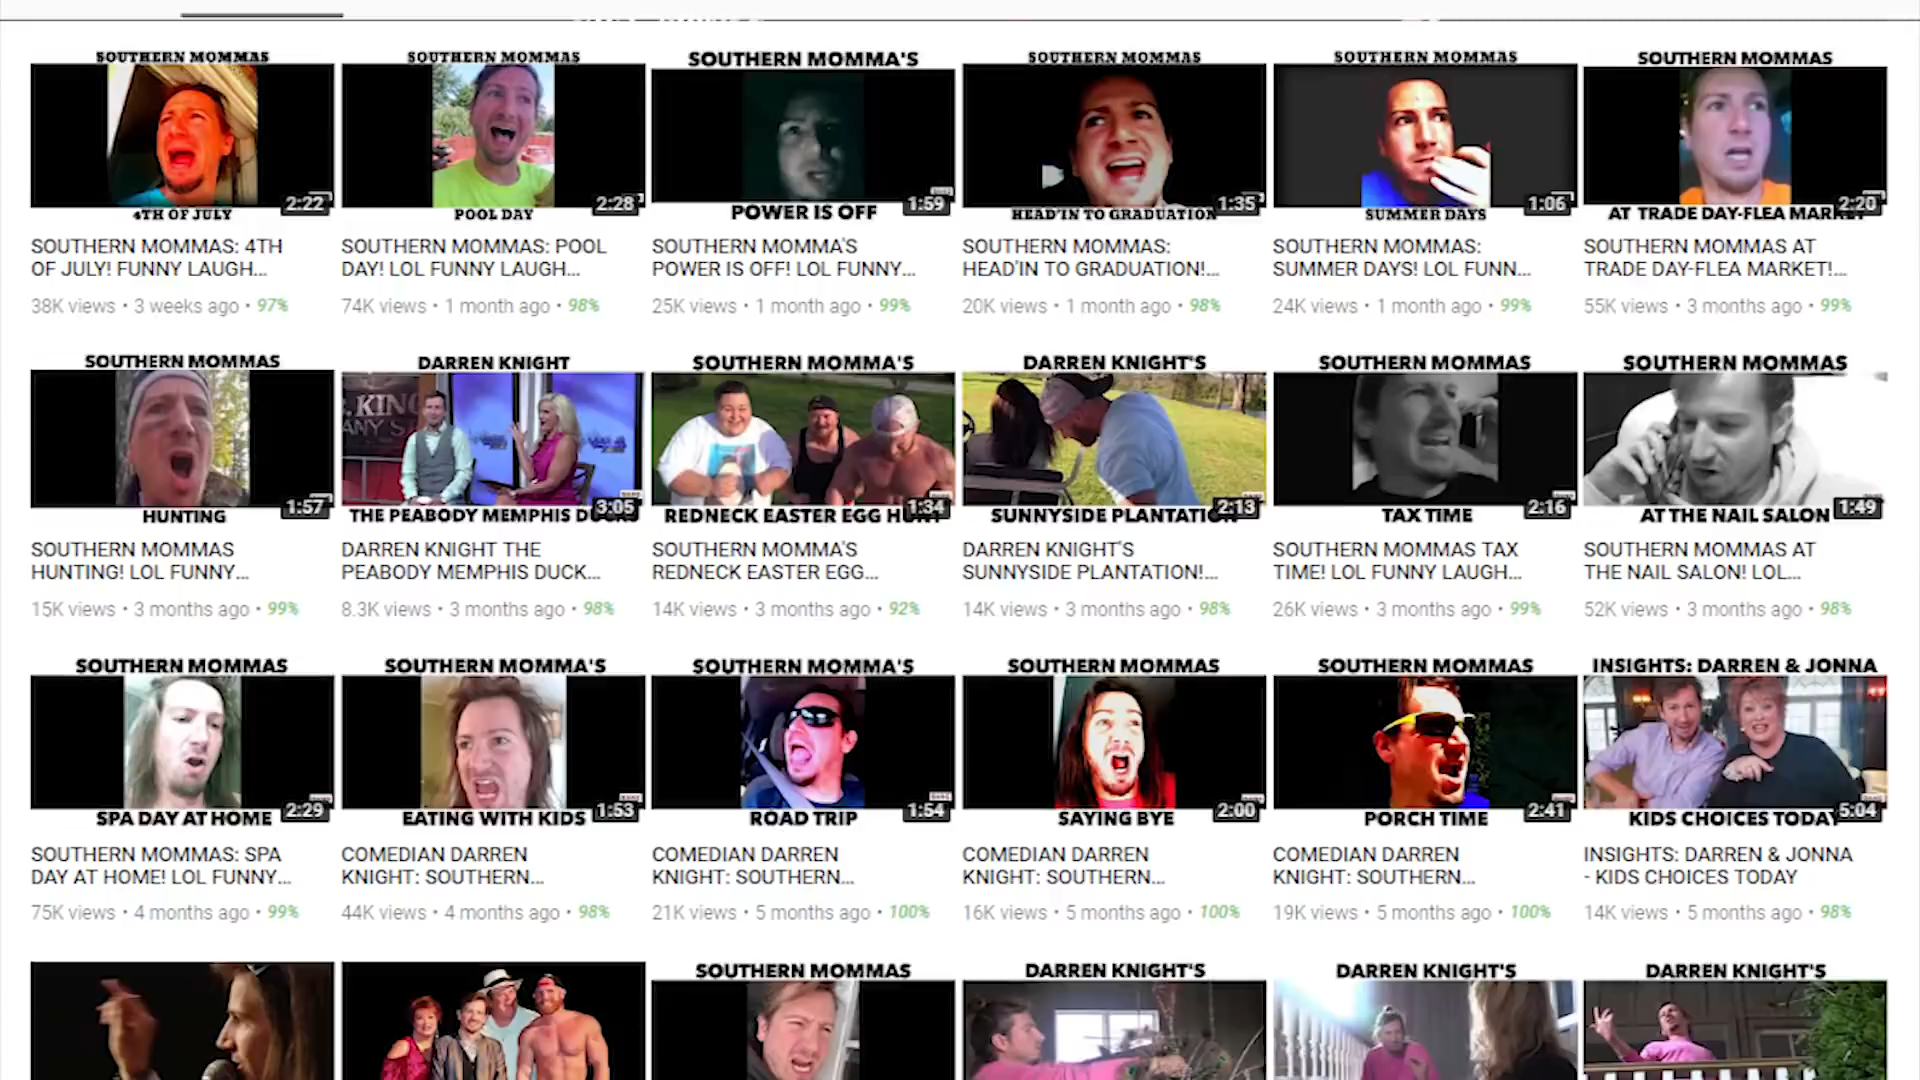 SOUTHERN MOMMAS
SOUTHERN MOMMAS
SOUTHERN MOMMA'S
SOUTHERN MOMMAS
SOUTHERN MOMMAS
SOUTHERN MOMMAS
2:22
2:28
1:59
1:35
1:06
2:20
4TH OF JULY
POOL DAY
POWER IS OFF
HEAD'IN TO GRADUATION
SUMMER DAYS
AT TRADE DAY-FLEA MARKET
SOUTHERN MOMMAS: 4TH
OF JULY! FUNNY LAUGH...
SOUTHERN MOMMAS: POOL
DAY! LOL FUNNY LAUGH...
SOUTHERN MOMMA'S
POWER IS OFF! LOL FUNNY...
SOUTHERN MOMMAS:
HEAD'IN TO GRADUATION!...
SOUTHERN MOMMAS:
SUMMER DAYS! LOL FUNN...
SOUTHERN MOMMAS AT
TRADE DAY-FLEA MARKET!...
38K views • 3 weeks ago • 97%
74K views • 1 month ago • 98%
25K views • 1 month ago • 99%
20K views • 1 month ago • 98%
24K views • 1 month ago • 99%
55K views • 3 months ago • 99%
SOUTHERN MOMMAS
DARREN KNIGHT
SOUTHERN MOMMA'S
DARREN KNIGHT'S
SOUTHERN MOMMAS
SOUTHERN MOMMAS
1:57
3:05
1:34
2:13
2:16
1:49
HUNTING
THE PEABODY MEMPHIS DUCKS
REDNECK EASTER EGG HUNT
SUNNYSIDE PLANTATION
TAX TIME
AT THE NAIL SALON
SOUTHERN MOMMAS
HUNTING! LOL FUNNY...
DARREN KNIGHT THE
PEABODY MEMPHIS DUCK...
SOUTHERN MOMMA'S
REDNECK EASTER EGG...
DARREN KNIGHT'S
SUNNYSIDE PLANTATION!...
SOUTHERN MOMMAS TAX
TIME! LOL FUNNY LAUGH...
SOUTHERN MOMMAS AT
THE NAIL SALON! LOL...
15K views • 3 months ago • 99%
8.3K views • 3 months ago • 98%
14K views • 3 months ago • 92%
14K views • 3 months ago • 98%
26K views • 3 months ago • 99%
52K views • 3 months ago • 98%
SOUTHERN MOMMAS
SOUTHERN MOMMA'S
SOUTHERN MOMMA'S
SOUTHERN MOMMAS
SOUTHERN MOMMAS
INSIGHTS: DARREN & JONNA
2:29
1:53
1:54
2:00
2:41
5:04
SPA DAY AT HOME
EATING WITH KIDS
ROAD TRIP
SAYING BYE
PORCH TIME
KIDS CHOICES TODAY
SOUTHERN MOMMAS: SPA
DAY AT HOME! LOL FUNNY...
COMEDIAN DARREN
KNIGHT: SOUTHERN...
COMEDIAN DARREN
KNIGHT: SOUTHERN...
COMEDIAN DARREN
KNIGHT: SOUTHERN...
COMEDIAN DARREN
KNIGHT: SOUTHERN...
INSIGHTS: DARREN & JONNA
- KIDS CHOICES TODAY
75K views • 4 months ago • 99%
44K views • 4 months ago • 98%
21K views • 5 months ago • 100%
16K views • 5 months ago • 100%
19K views • 5 months ago • 100%
14K views • 5 months ago • 98%
SOUTHERN MOMMAS
DARREN KNIGHT'S
DARREN KNIGHT'S
DARREN KNIGHT'S